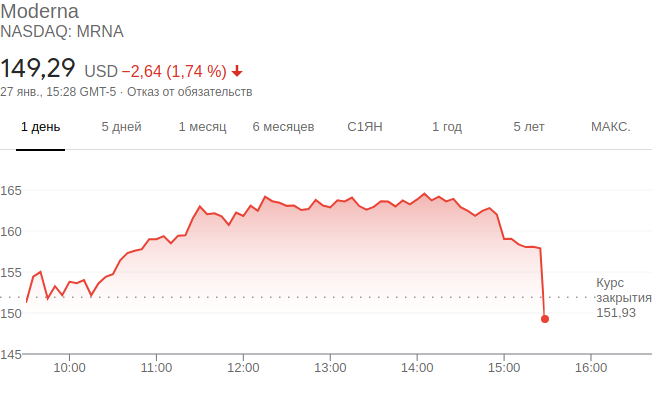 Moderna
NASDAQ: MRNA
149,29 USD −2,64 (1,74 %)
27 янв., 15:28 GMT-5 · Отказ от обязательств
1 день 5 дней 1 месяц 6 месяцев С1ЯН 1 год 5 лет МАКС.
165
160
155
150
145
Курс
закрытия
151,93
10:00 11:00 12:00 13:00 14:00 15:00 16:00